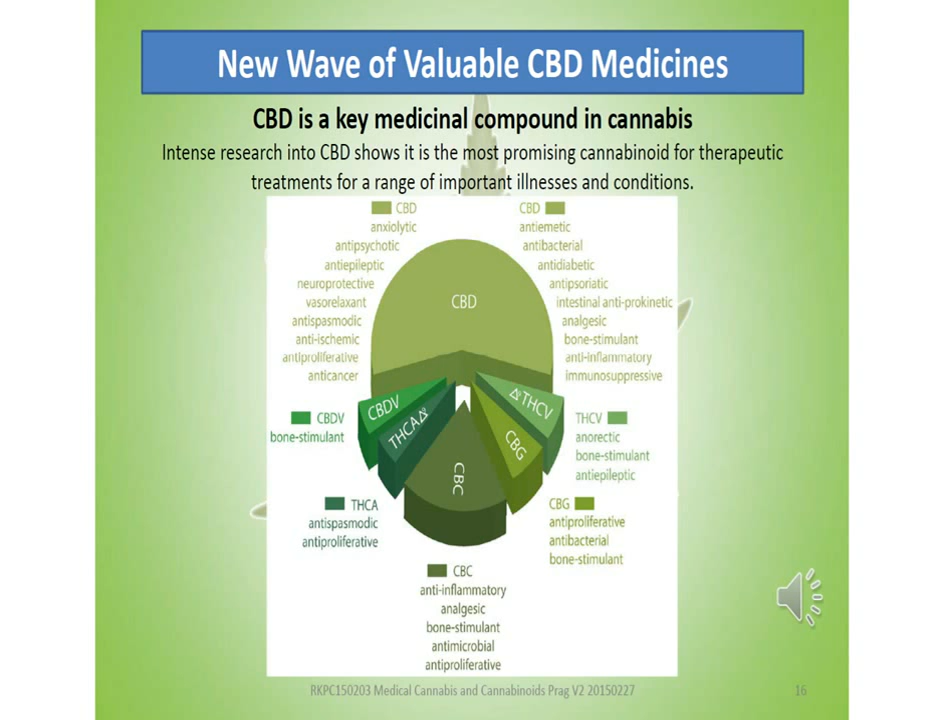 New Wave of Valuable CBD Medicines
CBD is a key medicinal compound in cannabis
Intense research into CBD shows it is the most promising cannabinoid for therapeutic
treatments for a range of important illnesses and conditions.
CBD
anxiolytic
antipsychotic
antiepileptic
neuroprotective
vasorelaxant
antispasmodic
anti-ischemic
antiproliferative
anticancer
CBD
antiemetic
antibacterial
antidiabetic
antipsoriatic
intestinal anti-prokinetic
analgesic
bone-stimulant
anti-inflammatory
immunosuppressive
CBD
CBDV
THCAΔ⁹
CBC
CBG
Δ⁹THCV
CBDV
bone-stimulant
THCV
anorectic
bone-stimulant
antiepileptic
THCA
antispasmodic
antiproliferative
CBG
antiproliferative
antibacterial
bone-stimulant
CBC
anti-inflammatory
analgesic
bone-stimulant
antimicrobial
antiproliferative
RKPC150203 Medical Cannabis and Cannabinoids Prag V2 20150227
16